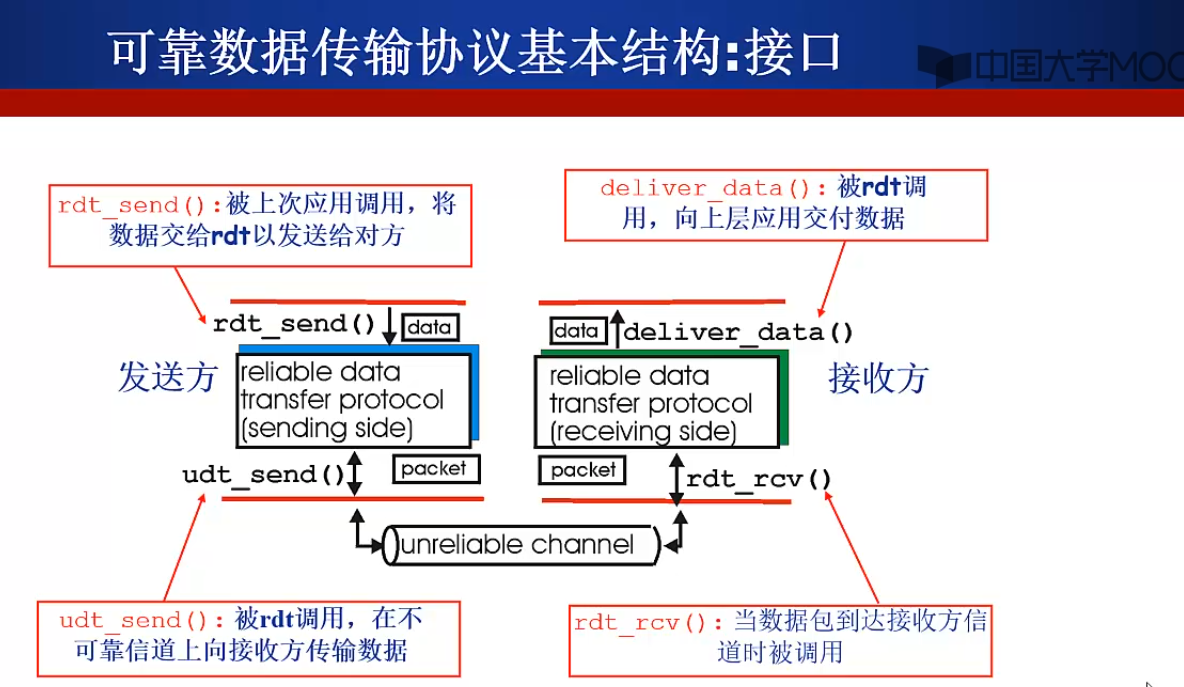 可靠数据传输协议基本结构:接口
中国大学MOO
rdt_send():被上次应用调用，将
数据交给rdt以发送给对方
deliver_data()：被rdt调
用，向上层应用交付数据
rdt_send()
data
data
deliver_data()
发送方
reliable data
transfer protocol
(sending side)
reliable data
transfer protocol
(receiving side)
接收方
udt_send()
packet
packet
rdt_rcv()
unreliable channel
udt_send()：被rdt调用，在不
可靠信道上向接收方传输数据
rdt_rcv()：当数据包到达接收方信
道时被调用